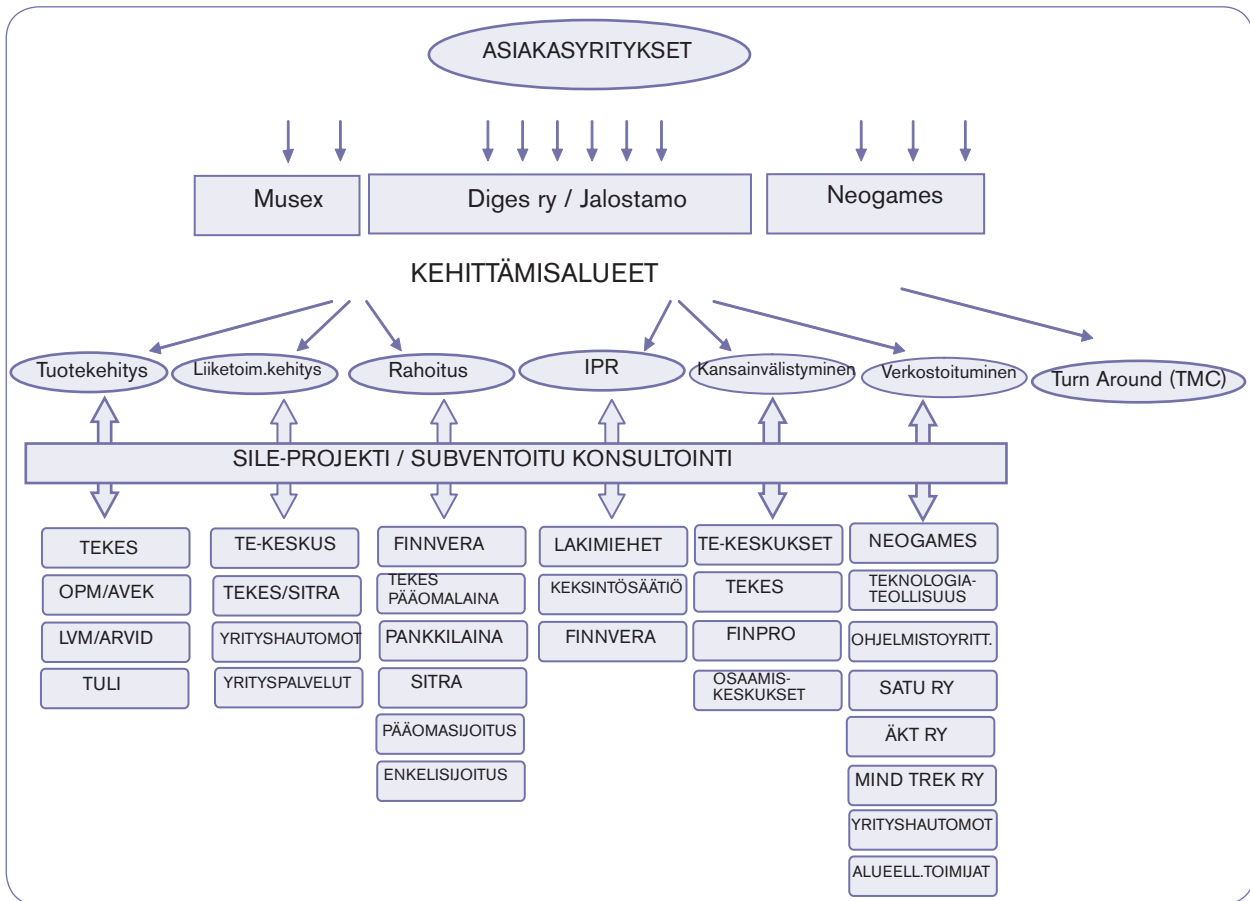 ASIAKASYRITYKSET
Musex
Diges ry / Jalostamo
Neogames
KEHITTÄMISALUEET
Tuotekehitys
Liiketoim.kehitys
Rahoitus
IPR
Kansainvälistyminen
Verkostoituminen
Turn Around (TMC)
SILE-PROJEKTI / SUBVENTOITU KONSULTOINTI
TEKES
OPM/AVEK
LVM/ARVID
TULI
TE-KESKUS
TEKES/SITRA
YRITYSHAUTOMOT
YRITYSPALVELUT
FINNVERA
TEKES
PÄÄOMALAINA
PANKKILAINA
SITRA
PÄÄOMASIJOITUS
ENKELISIJOITUS
LAKIMIEHET
KEKSINTÖSÄÄTIÖ
FINNVERA
TE-KESKUKSET
TEKES
FINPRO
OSAAMIS-
KESKUKSET
NEOGAMES
TEKNOLOGIA-
TEOLLISUUS
OHJELMISTOYRITT.
SATU RY
ÄKT RY
MIND TREK RY
YRITYSHAUTOMOT
ALUEELL.TOIMIJAT